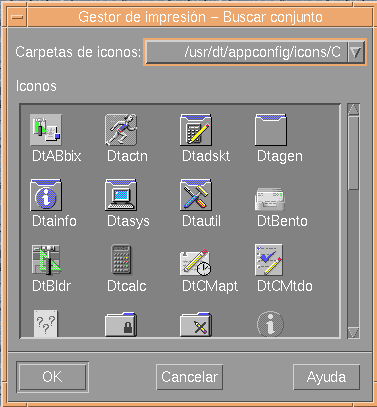 Gestor de impresión – Buscar conjunto
Carpetas de iconos: /usr/dt/appconfig/icons/C
Iconos
DtABbix Dtactn Dtadskt Dtagen
Dtainfo Dtasys Dtautil DtBento
DtBldr Dtcalc DtCMapt DtCMtdo
???
OK Cancelar Ayuda